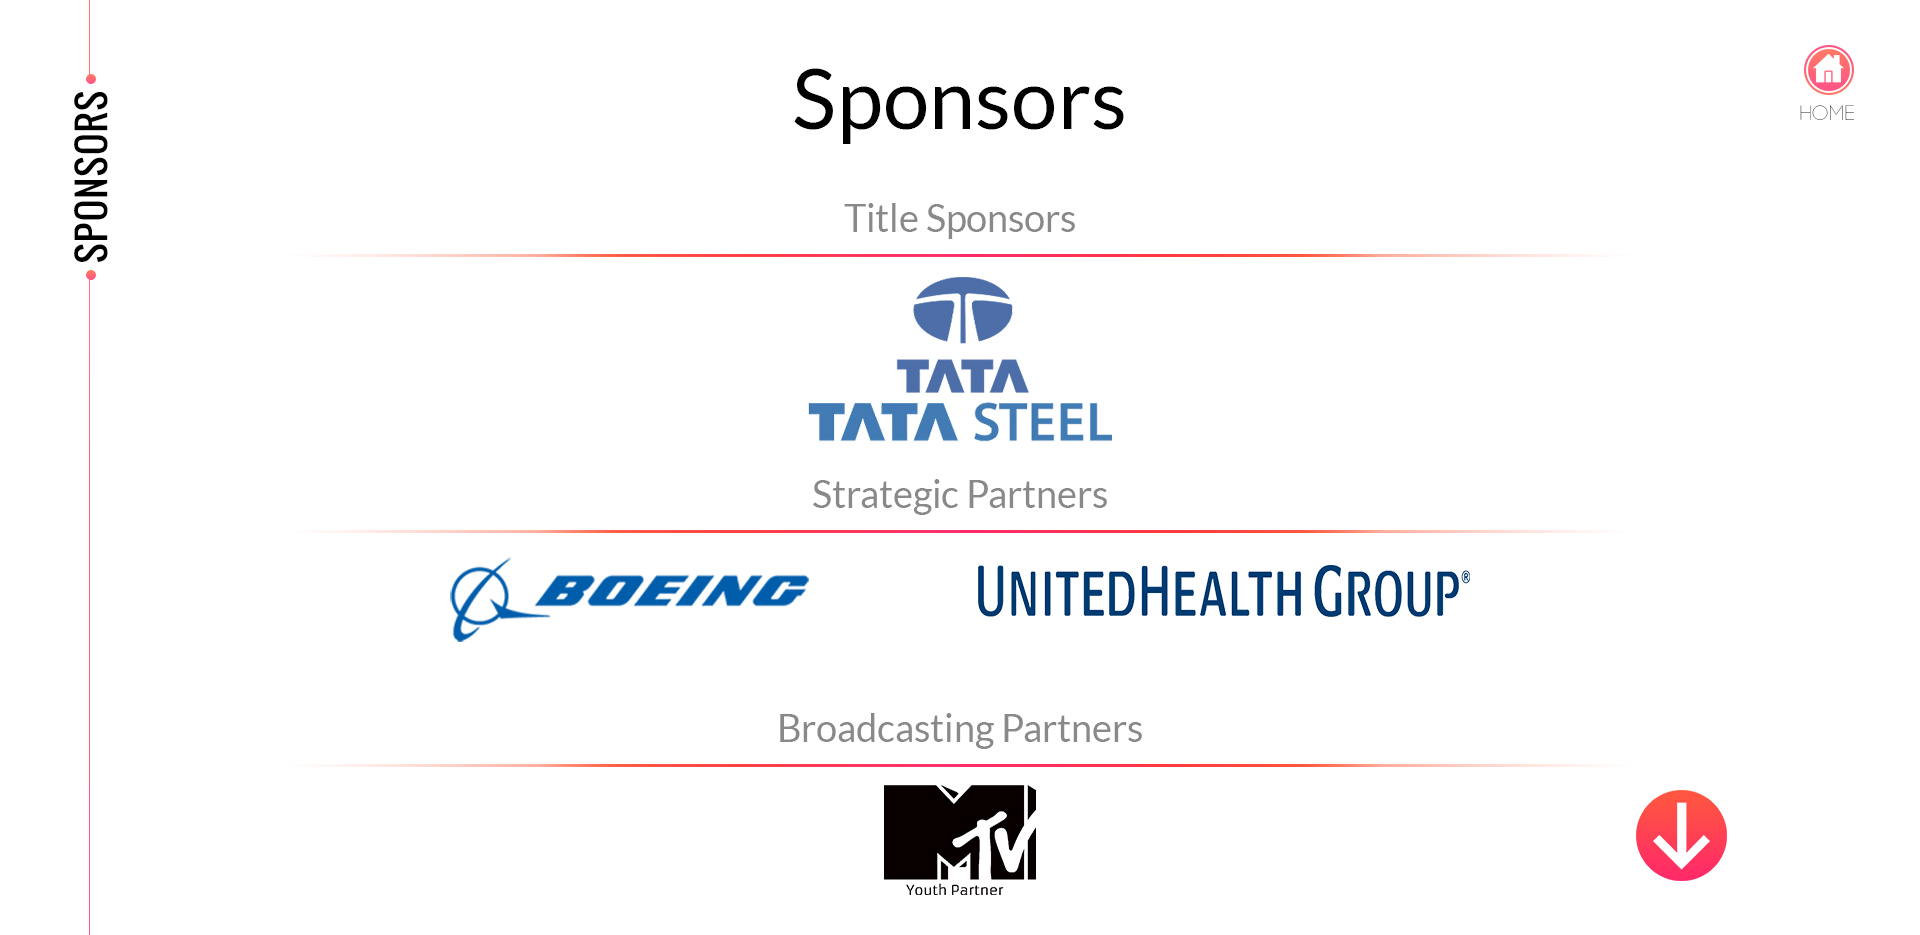 SPONSORS
Sponsors
HOME
Title Sponsors
TATA
TATA STEEL
Strategic Partners
BOEING
UNITEDHEALTH GROUP®
Broadcasting Partners
MTV
Youth Partner